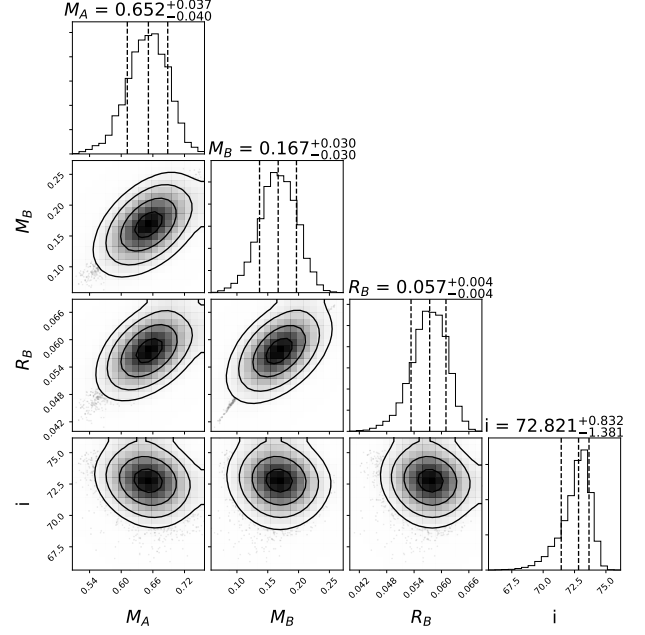 M_A = 0.652^{+0.037}_{-0.040}
M_B = 0.167^{+0.030}_{-0.030}
0.25
0.20
0.15
0.10
M_B
R_B = 0.057^{+0.004}_{-0.004}
0.066
0.060
0.054
0.048
0.042
R_B
i = 72.821^{+0.832}_{-1.381}
75.0
72.5
70.0
67.5
i
0.54 0.60 0.66 0.72 0.10 0.15 0.20 0.25 0.042 0.048 0.054 0.060 0.066 67.5 70.0 72.5 75.0
M_A M_B R_B i